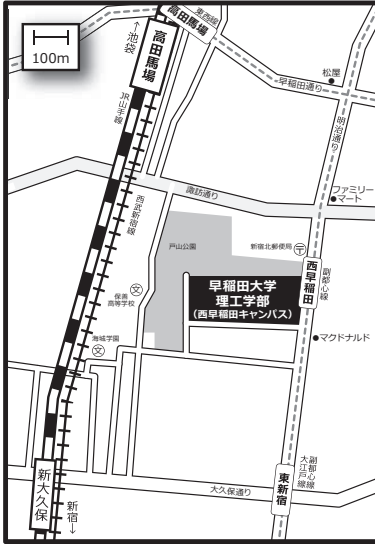 100m
←池袋
高田馬場
高田馬場
東西線
松屋
早稲田通り
明治通り
JR山手線
諏訪通り
ファミリー
マート
西武新宿線
戸山公園
新宿北郵便局
西早稲田
副都心線
早稲田大学
理工学部
(西早稲田キャンパス)
保善
高等学校
文
マクドナルド
海城学園
文
新大久保
新宿→
大久保通り
東新宿
副都心線
大江戸線